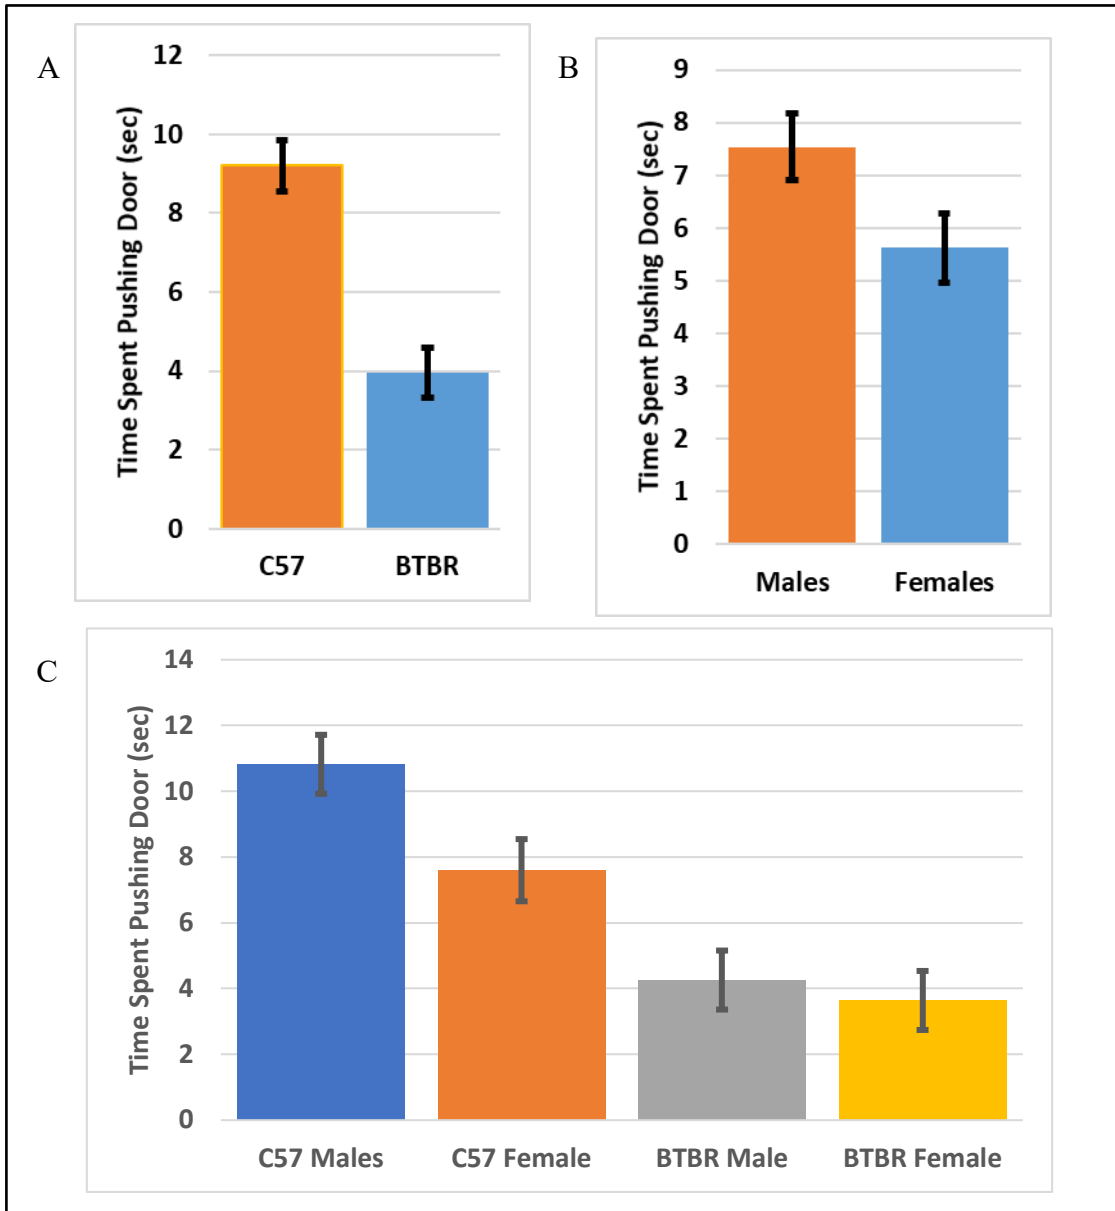 A
Time Spent Pushing Door (sec)
12
10
8
6
4
2
0
C57 BTBR
B
Time Spent Pushing Door (sec)
9
8
7
6
5
4
3
2
1
0
Males Females
C
Time Spent Pushing Door (sec)
14
12
10
8
6
4
2
0
C57 Males C57 Female BTBR Male BTBR Female